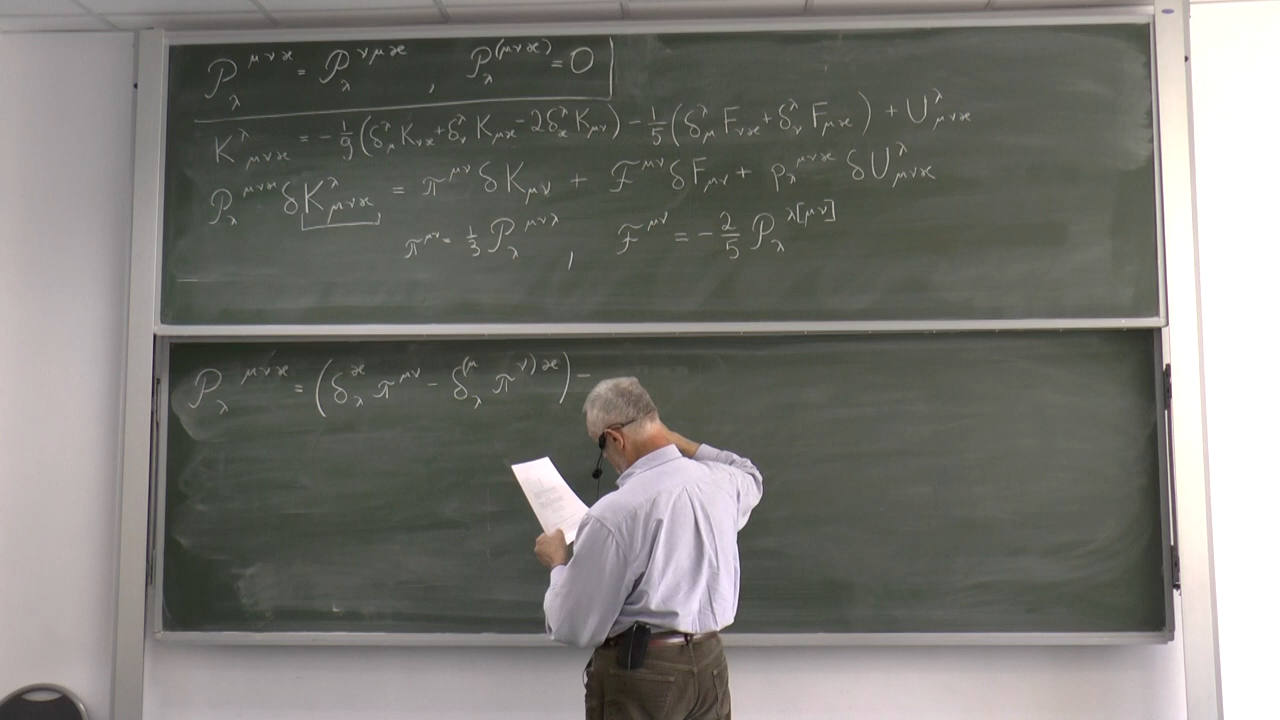 𝒫_λ^{μνϰ} = 𝒫_λ^{νμϰ} , 𝒫_λ^{(μνϰ)} = 0
K^λ_{μνϰ} = -1/9 (δ^λ_μ K_{νϰ} + δ^λ_ν K_{μϰ} - 2δ^λ_ϰ K_{μν}) - 1/5 (δ^λ_μ F_{νϰ} + δ^λ_ν F_{μϰ}) + U^λ_{μνϰ}
𝒫_λ^{μνϰ} δK^λ_{μνϰ} = π^{μν} δK_{μν} + ℱ^{μν} δF_{μν} + p_λ^{μνϰ} δU^λ_{μνϰ}
π^{μν} = 1/3 𝒫_λ^{μνλ} , ℱ^{μν} = -2/5 𝒫_λ^{λ[μν]}
𝒫_λ^{μνϰ} = (δ_λ^ϰ π^{μν} - δ_λ^{(μ} π^{ν)ϰ}) -